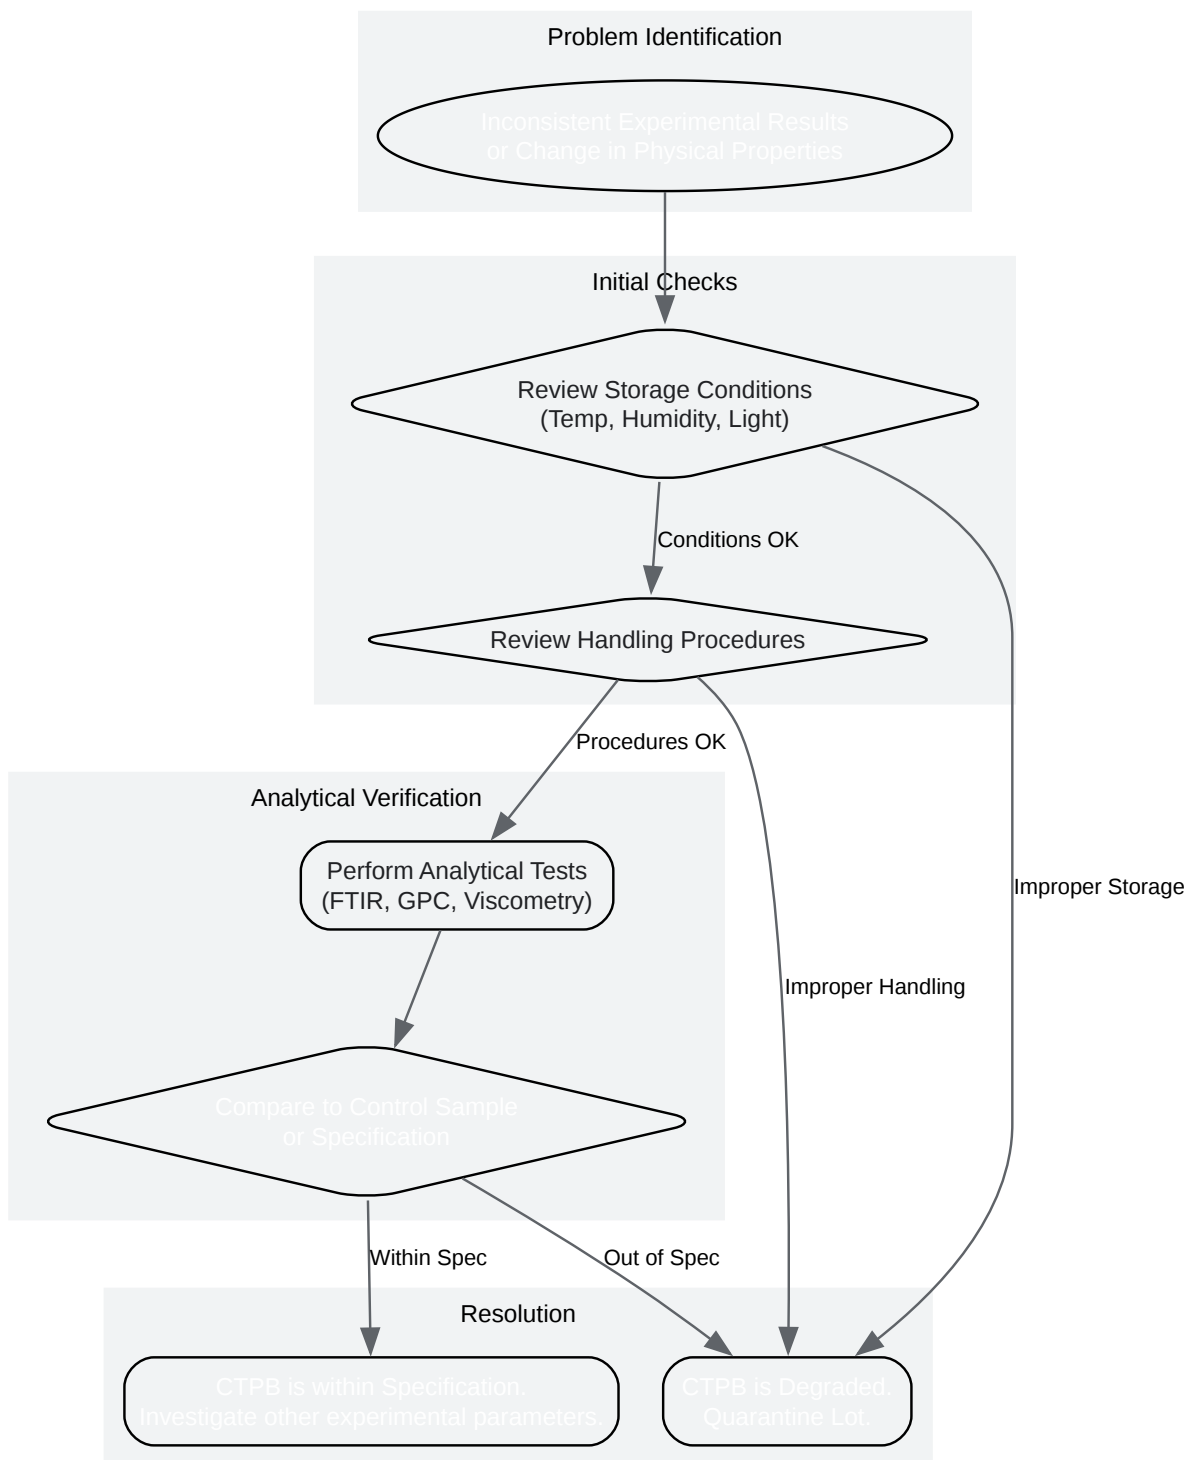 Problem Identification
Inconsistent Experimental Results
or Change in Physical Properties
Initial Checks
Review Storage Conditions
(Temp, Humidity, Light)
Conditions OK
Review Handling Procedures
Procedures OK
Analytical Verification
Perform Analytical Tests
(FTIR, GPC, Viscometry)
Improper Storage
Improper Handling
Compare to Control Sample
or Specification
Within Spec
Out of Spec
Resolution
CTPB is within Specification.
Investigate other experimental parameters.
CTPB is Degraded.
Quarantine Lot.